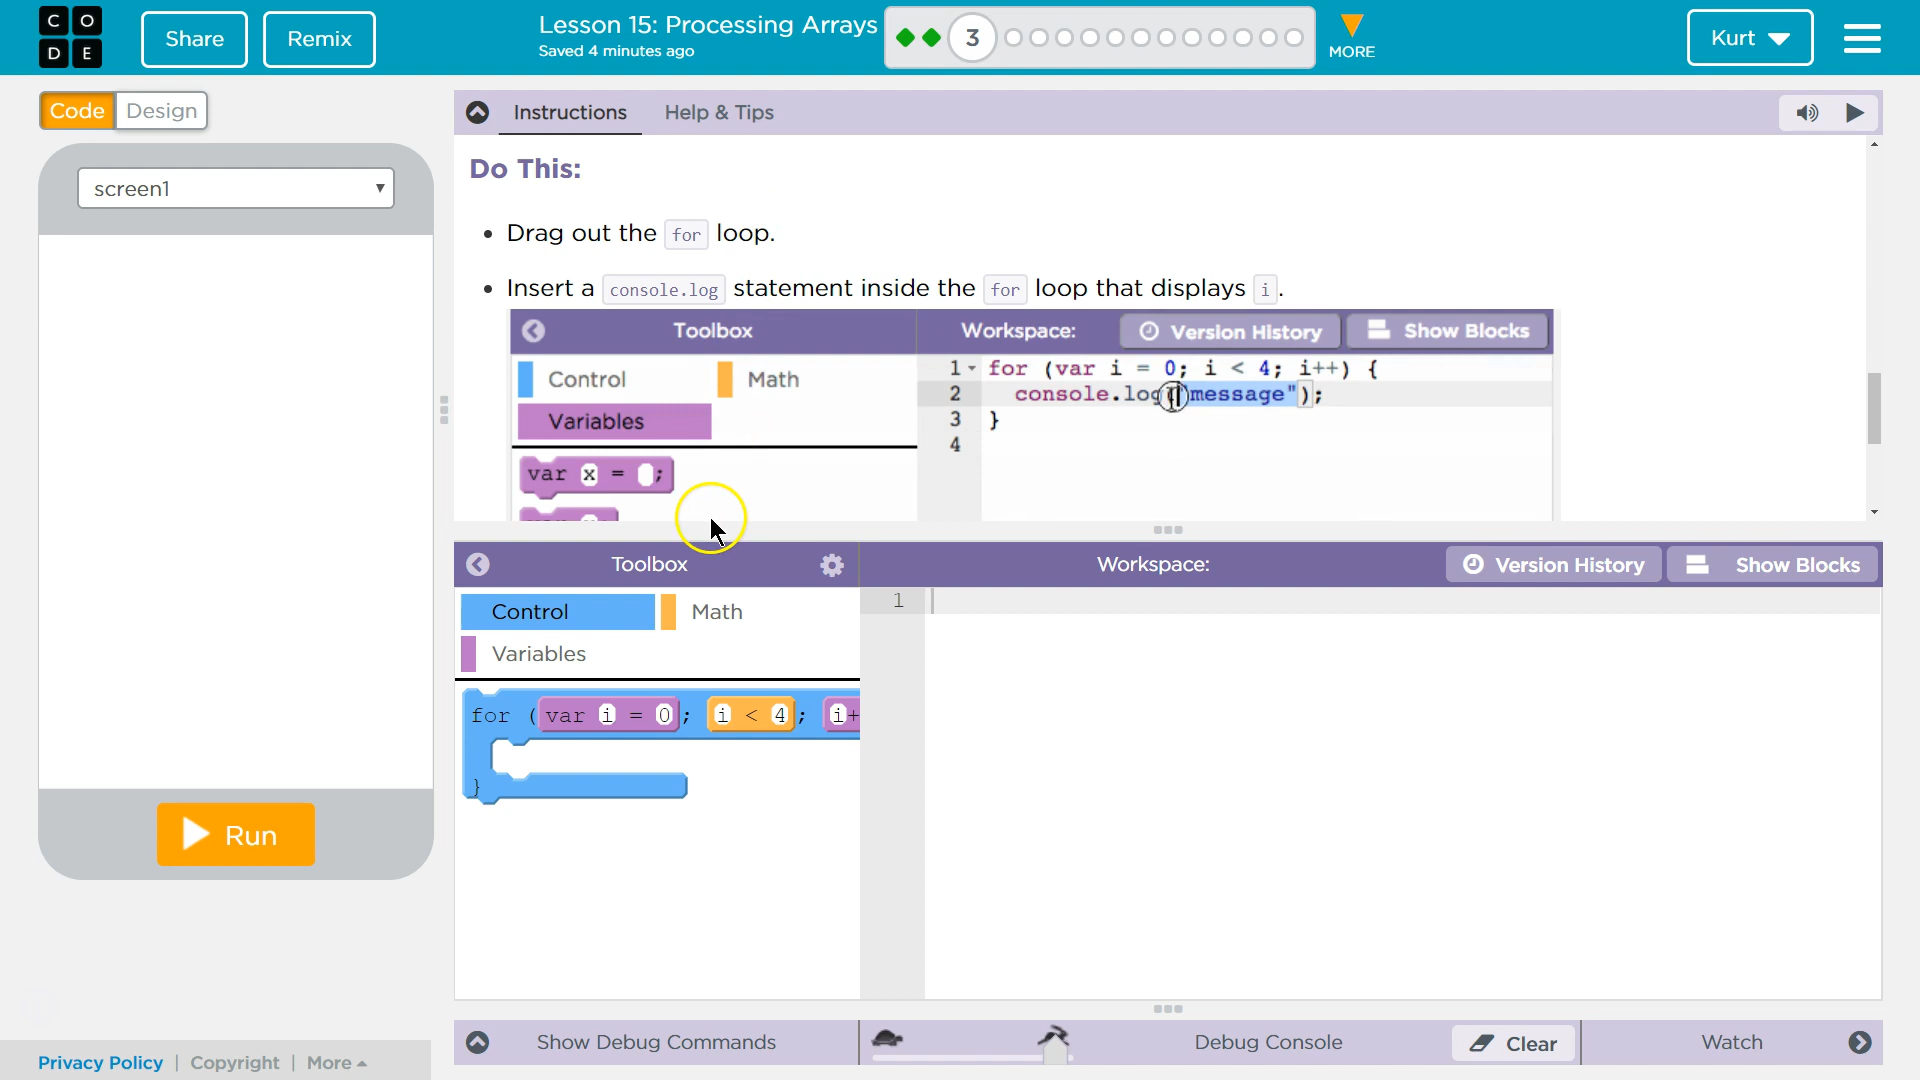 C O
D E
Share
Remix
Lesson 15: Processing Arrays
Saved 4 minutes ago
3
MORE
Kurt
Code
Design
screen1
Run
Privacy Policy | Copyright | More
Instructions
Help & Tips
Do This:
Drag out the for loop.
Insert a console.log statement inside the for loop that displays i.
Toolbox
Control
Math
Variables
var x = ;
Workspace:
Version History
Show Blocks
1 for (var i = 0; i < 4; i++) {
2 console.log("message");
3 }
4
Toolbox
Control
Math
Variables
for ( var i = 0 ; i < 4 ; i+
}
Workspace:
Version History
Show Blocks
1
Show Debug Commands
Debug Console
Clear
Watch